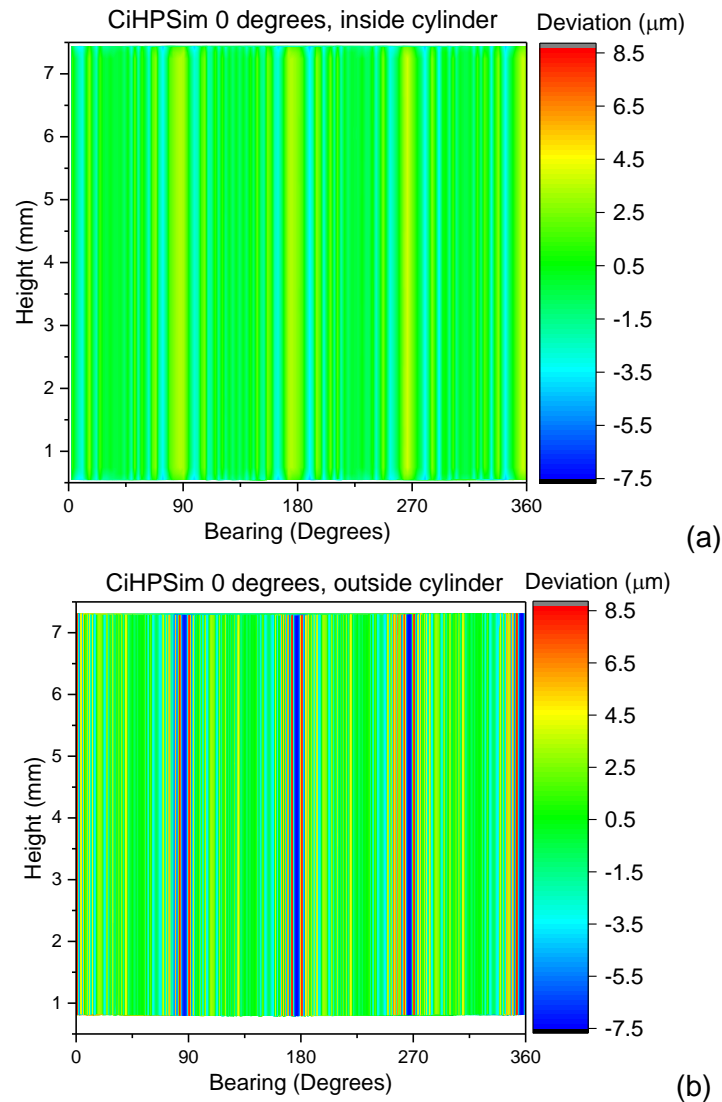 CiHPSim 0 degrees, inside cylinder
Deviation (μm)
7
6
5
4
3
2
1
Height (mm)
0 90 180 270 360
Bearing (Degrees)
8.5
6.5
4.5
2.5
0.5
-1.5
-3.5
-5.5
-7.5
(a)
CiHPSim 0 degrees, outside cylinder
Deviation (μm)
7
6
5
4
3
2
1
Height (mm)
0 90 180 270 360
Bearing (Degrees)
8.5
6.5
4.5
2.5
0.5
-1.5
-3.5
-5.5
-7.5
(b)